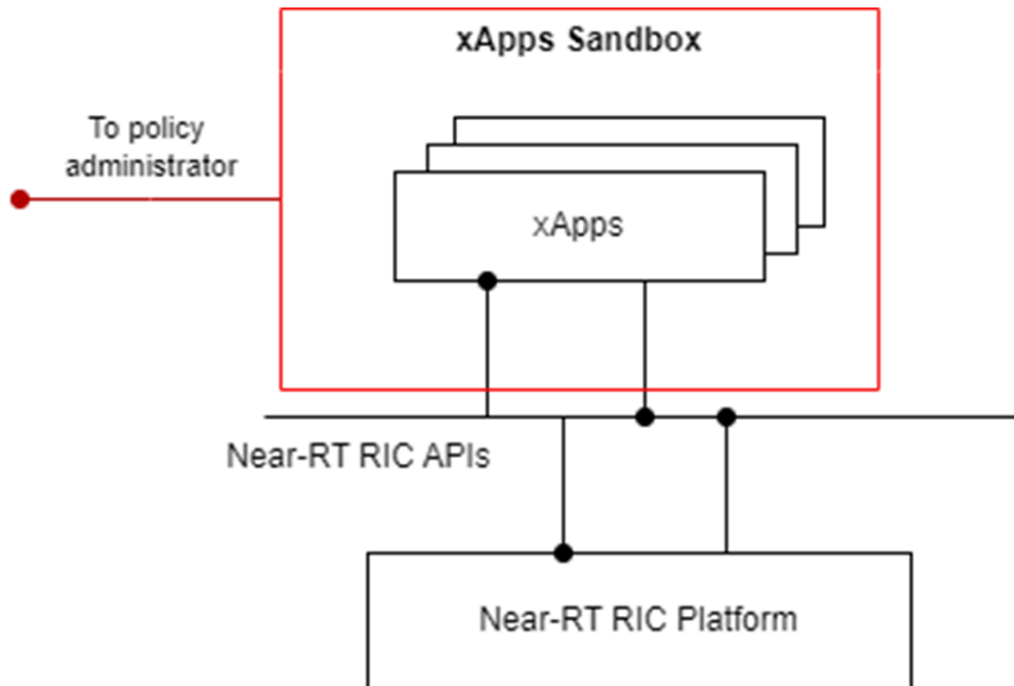 xApps Sandbox
To policy
administrator
xApps
Near-RT RIC APIs
Near-RT RIC Platform